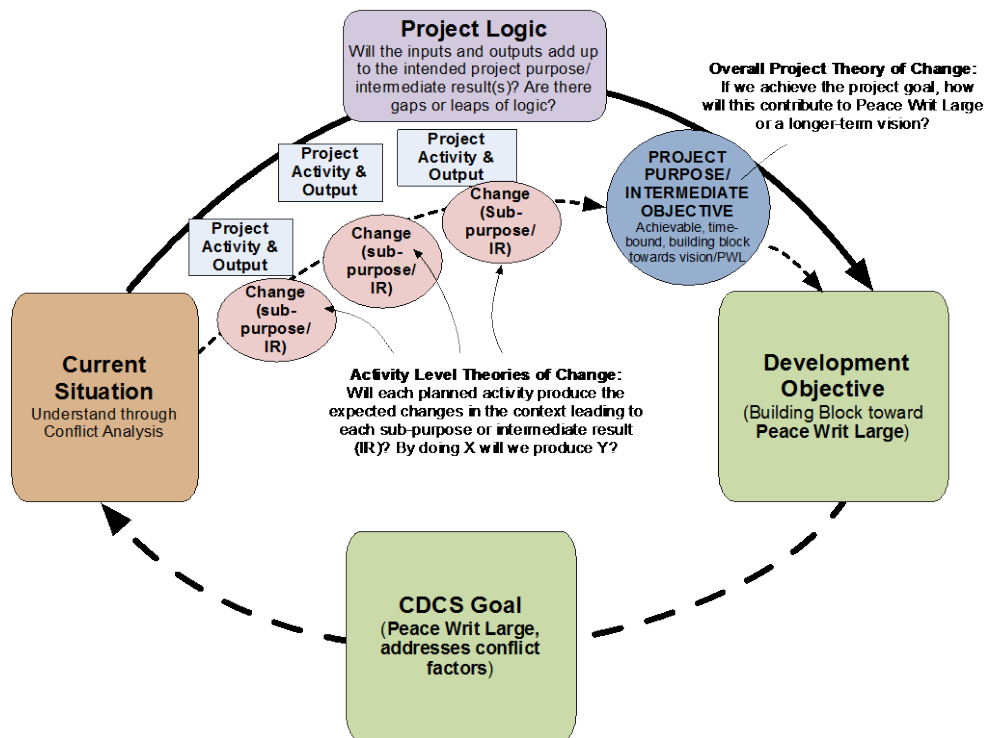 Project Logic
Will the inputs and outputs add up
to the intended project purpose/
intermediate result(s)? Are there
gaps or leaps of logic?
Overall Project Theory of Change:
If we achieve the project goal, how
will this contribute to Peace Writ Large
or a longer-term vision?
Project
Activity &
Output
Project
Activity &
Output
Project
Activity &
Output
Change
(sub-
purpose/
IR)
Change
(sub-
purpose/
IR)
Change
(Sub-
purpose/
IR)
PROJECT
PURPOSE/
INTERMEDIATE
OBJECTIVE
Achievable, time-
bound, building block
towards vision/PWL
Current
Situation
Understand through
Conflict Analysis
Activity Level Theories of Change:
Will each planned activity produce the
expected changes in the context leading to
each sub-purpose or intermediate result
(IR)? By doing X will we produce Y?
Development
Objective
(Building Block toward
Peace Writ Large)
CDCS Goal
(Peace Writ Large,
addresses conflict
factors)